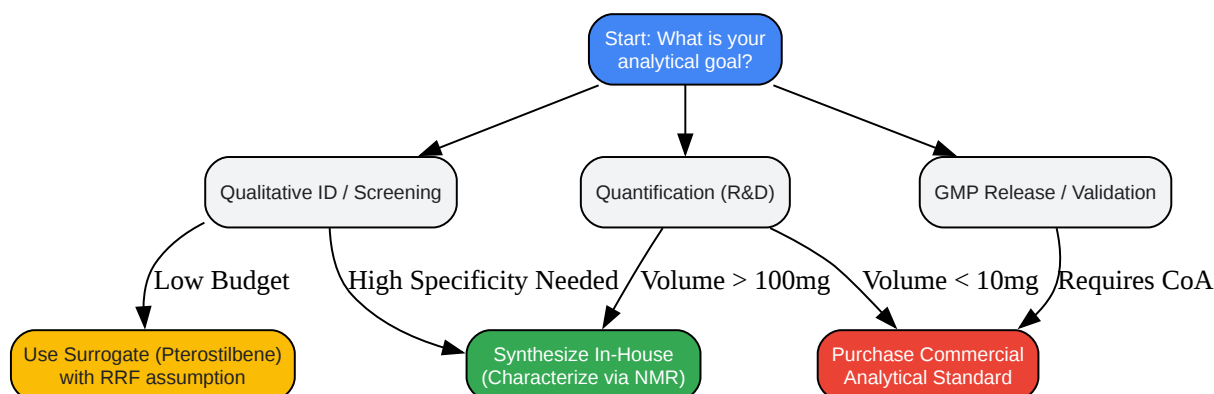 Start: What is your
analytical goal?
Qualitative ID / Screening
Quantification (R&D)
GMP Release / Validation
Low Budget
High Specificity Needed
Volume > 100mg
Volume < 10mg
Requires CoA
Use Surrogate (Pterostilbene)
with RRF assumption
Synthesize In-House
(Characterize via NMR)
Purchase Commercial
Analytical Standard